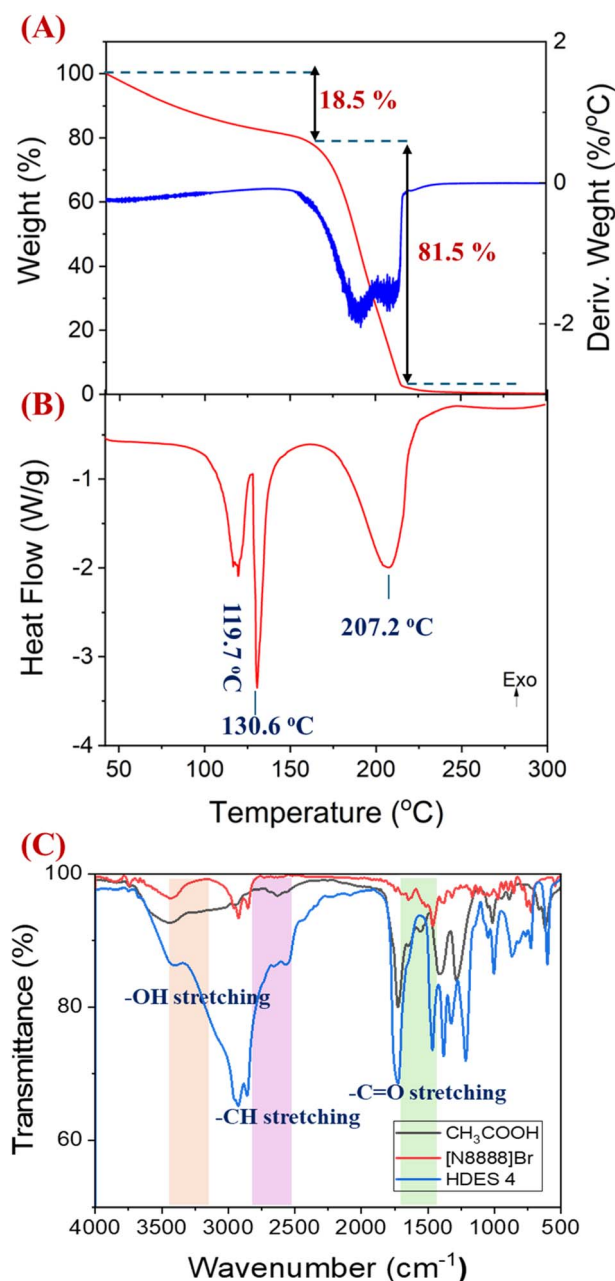 (A)
2
100
18.5 %
80
60
0
81.5 %
40
20
-2
0
Weight (%)
Deriv. Weght (%/°C)
(B)
-1
-2
-3
-4
Heat Flow (W/g)
119.7 °C
130.6 °C
207.2 °C
Exo
50 100 150 200 250 300
Temperature (°C)
(C)
100
80
60
Transmittance (%)
-OH stretching
-CH stretching
-C=O stretching
CH₃COOH
[N8888]Br
HDES 4
4000 3500 3000 2500 2000 1500 1000 500
Wavenumber (cm⁻¹)